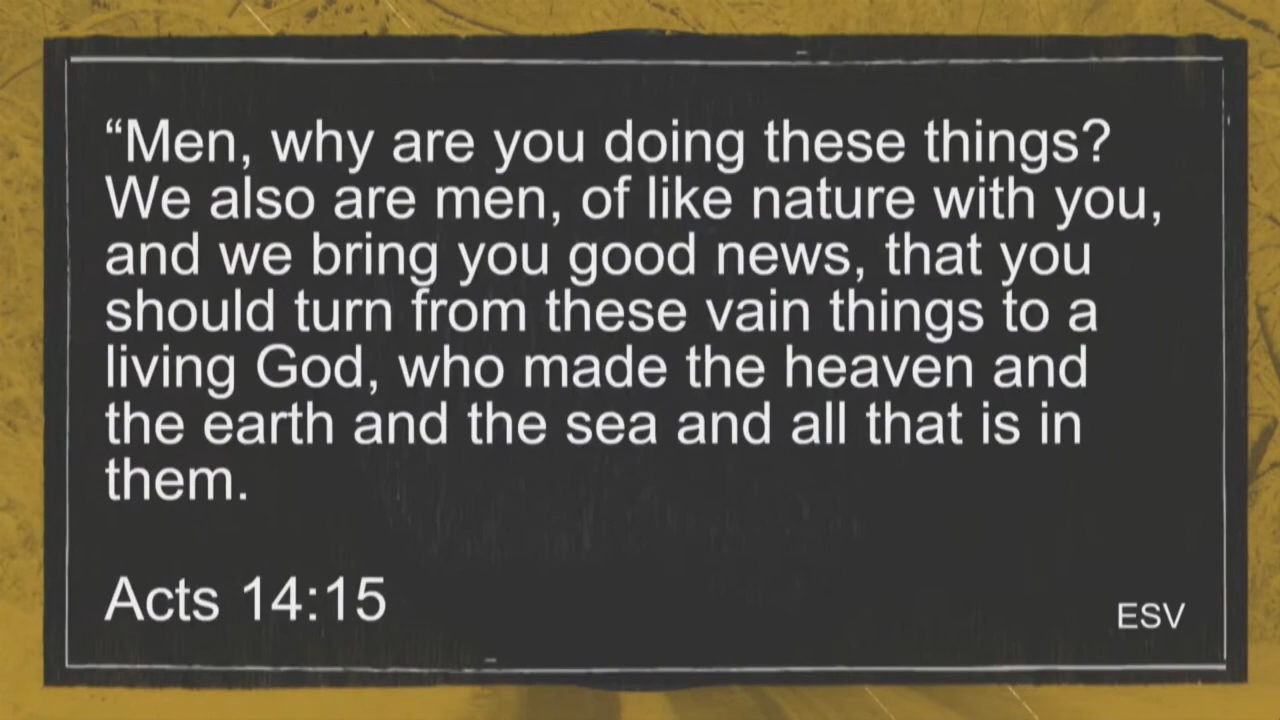 “Men, why are you doing these things?
We also are men, of like nature with you,
and we bring you good news, that you
should turn from these vain things to a
living God, who made the heaven and
the earth and the sea and all that is in
them.
Acts 14:15
ESV